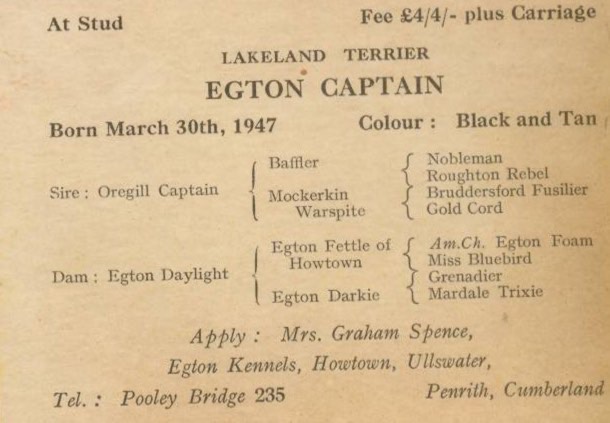 At Stud Fee £4/4/- plus Carriage
LAKELAND TERRIER
EGTON CAPTAIN
Born March 30th, 1947 Colour : Black and Tan
Sire : Oregill Captain
Baffler
Mockerkin
Warspite
Nobleman
Roughton Rebel
Bruddersford Fusilier
Gold Cord
Dam : Egton Daylight
Egton Fettle of
Howtown
Egton Darkie
Am.Ch. Egton Foam
Miss Bluebird
Grenadier
Mardale Trixie
Apply : Mrs. Graham Spence,
Egton Kennels, Howtown, Ullswater,
Tel. : Pooley Bridge 235 Penrith, Cumberland